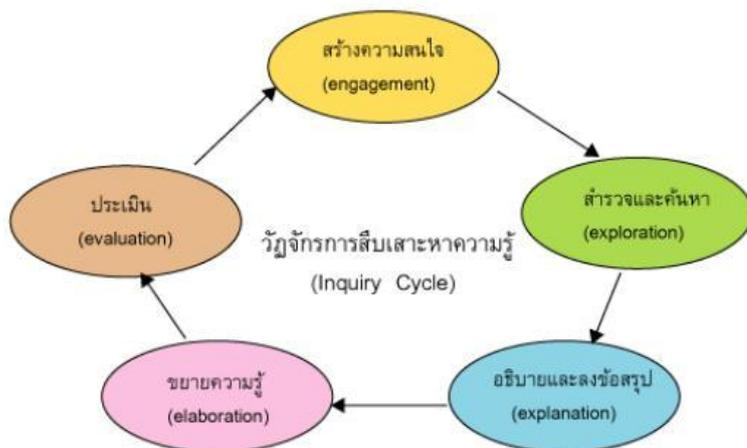 สร้างความสนใจ
(engagement)
สำรวจและค้นหา
(exploration)
อธิบายและลงข้อสรุป
(explanation)
ขยายความรู้
(elaboration)
ประเมิน
(evaluation)
วัฏจักรการสืบเสาะหาความรู้
(Inquiry Cycle)